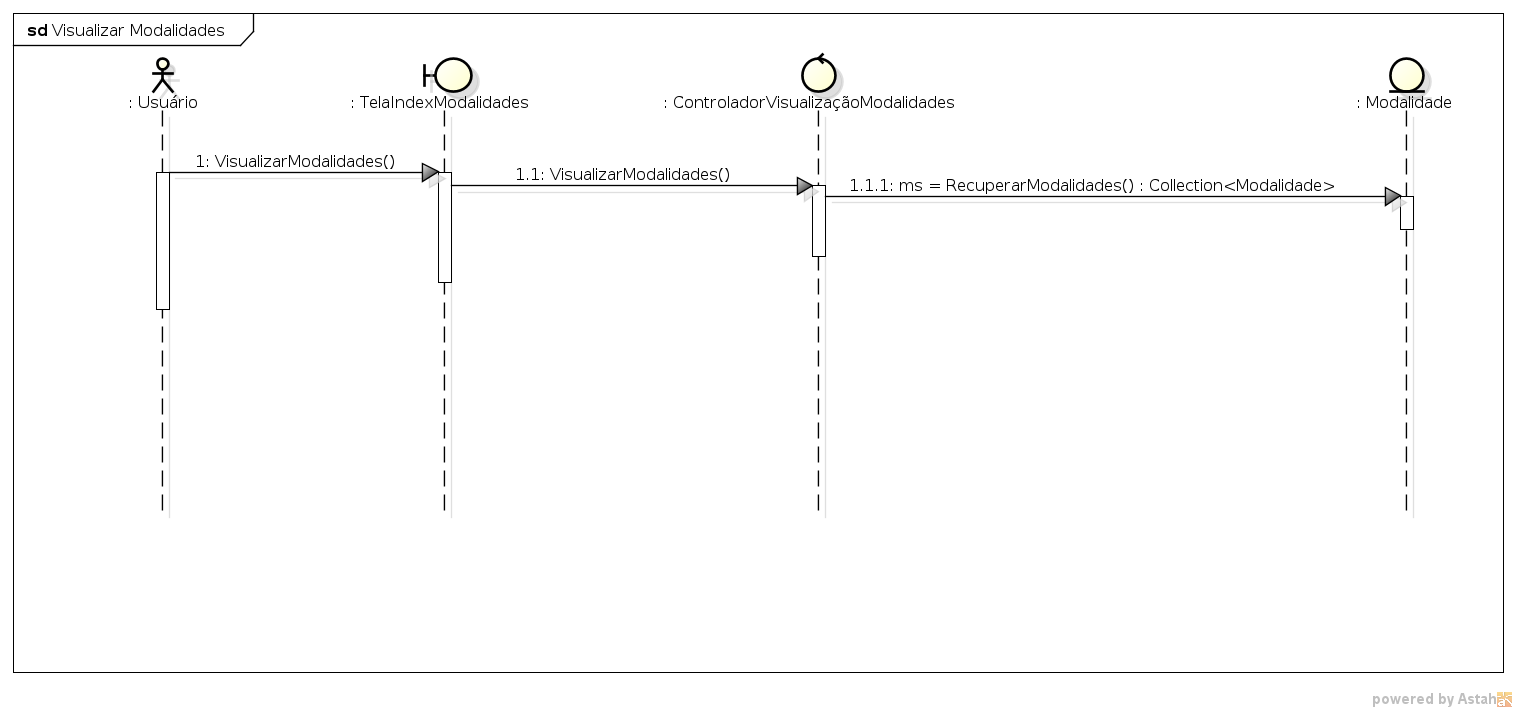 sd Visualizar Modalidades
: Usuário
: TelaIndexModalidades
: ControladorVisualizaçãoModalidades
: Modalidade
1: VisualizarModalidades()
1.1: VisualizarModalidades()
1.1.1: ms = RecuperarModalidades() : Collection<Modalidade>
powered by Astah